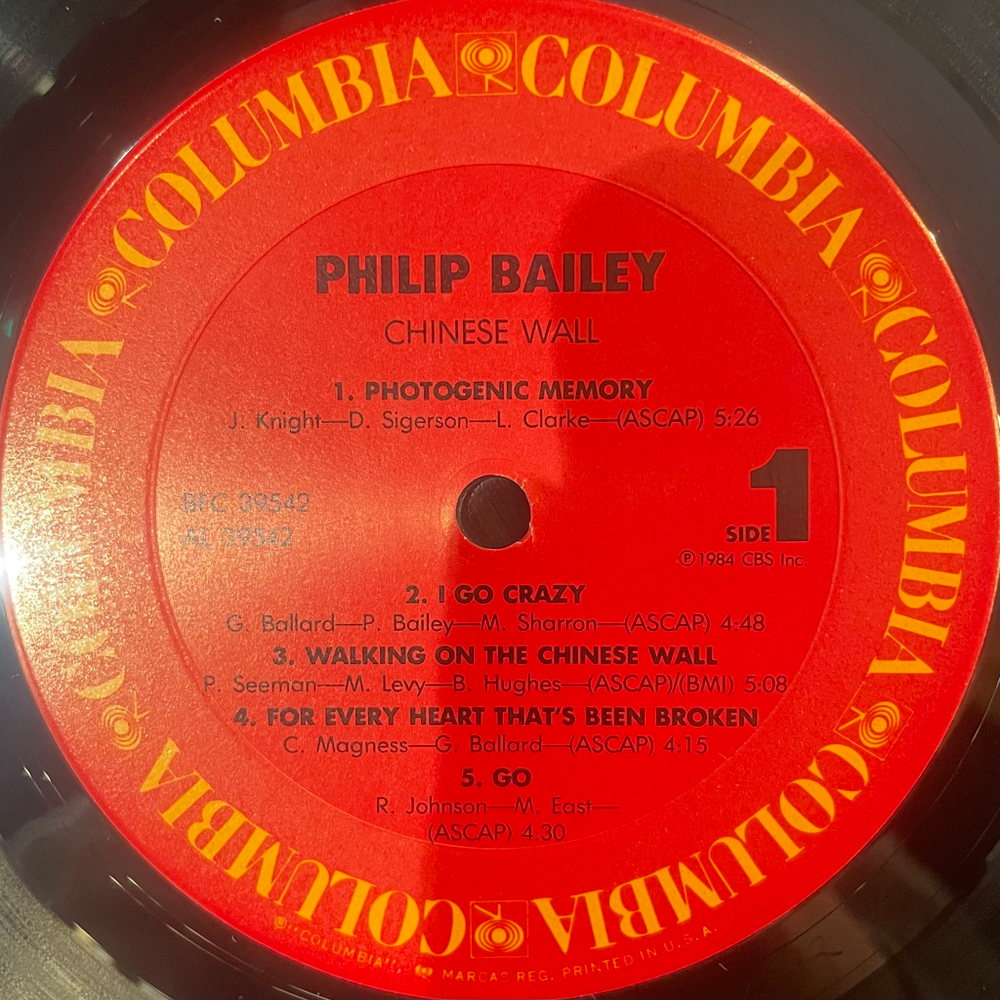 COLUMBIA COLUMBIA COLUMBIA COLUMBIA COLUMBIA COLUMBIA
PHILIP BAILEY
CHINESE WALL
1. PHOTOGENIC MEMORY
J. Knight—D. Sigerson—L. Clarke—(ASCAP) 5:26
BFC 39542
AL 39542
SIDE 1
Ⓟ 1984 CBS Inc.
2. I GO CRAZY
G. Ballard—P. Bailey—M. Sharron—(ASCAP) 4:48
3. WALKING ON THE CHINESE WALL
P. Seeman—M. Levy—B. Hughes—(ASCAP)/(BMI) 5:08
4. FOR EVERY HEART THAT'S BEEN BROKEN
C. Magness—G. Ballard—(ASCAP) 4:15
5. GO
R. Johnson—M. East—
(ASCAP) 4:30
® "COLUMBIA," MARCAS REG. PRINTED IN U.S.A.